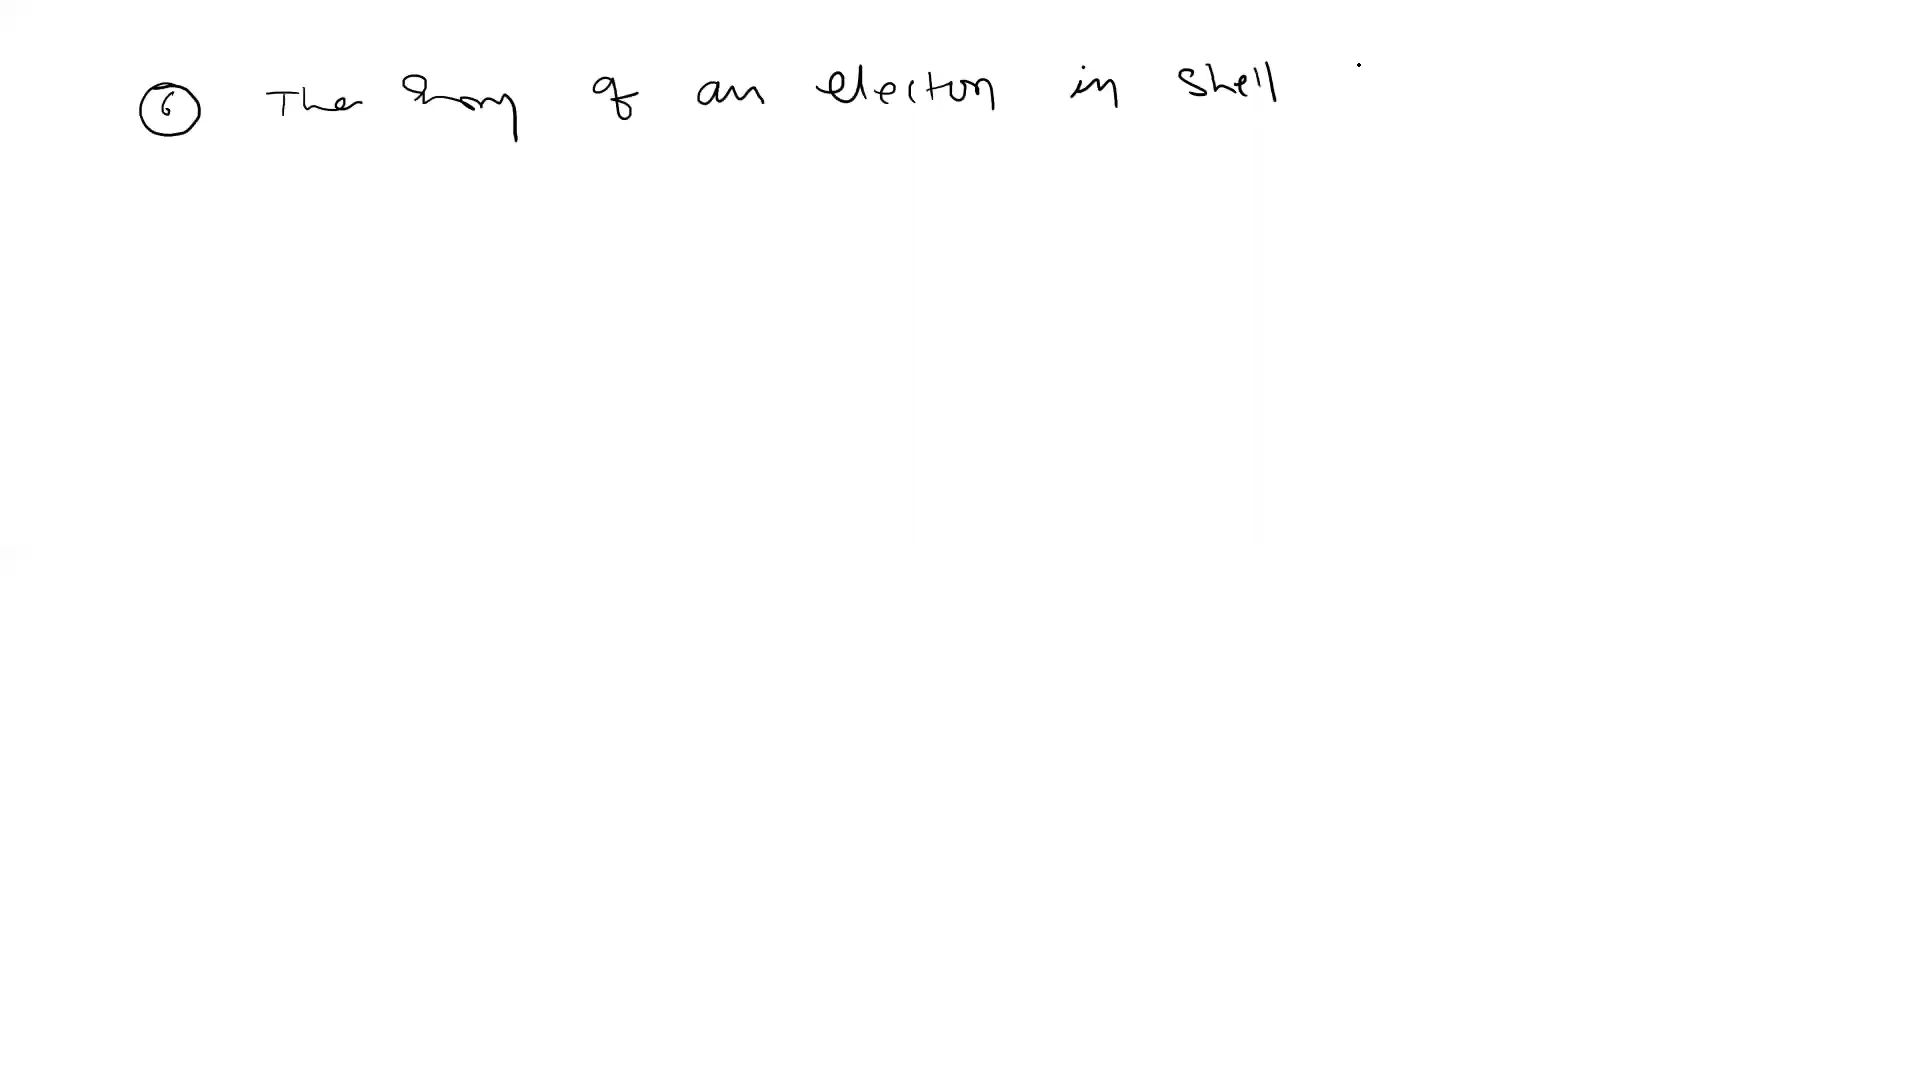 6 The of an electron in shell